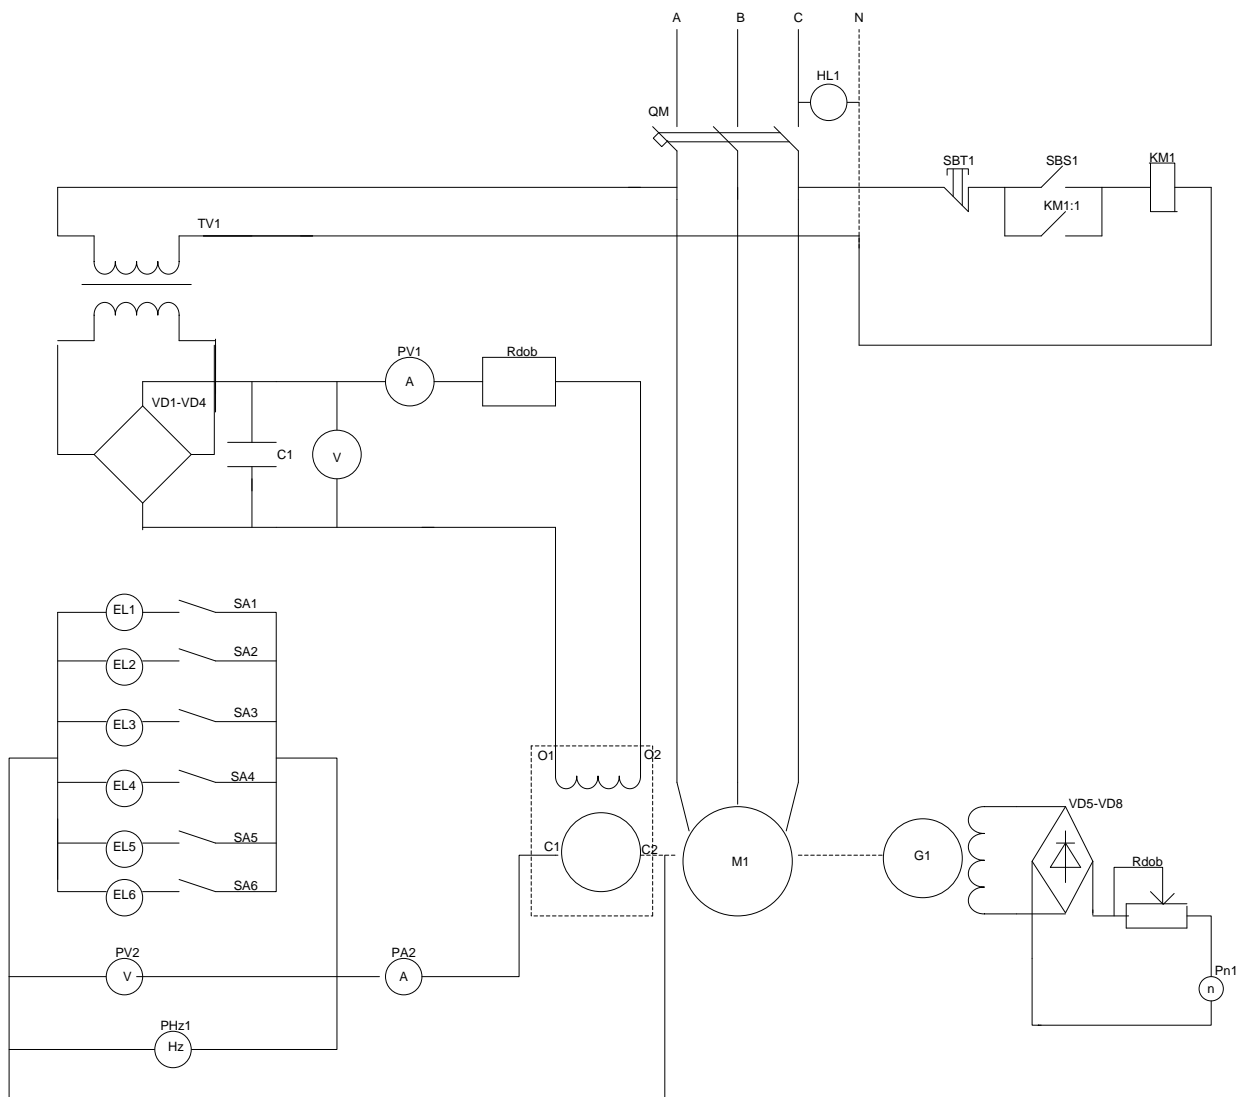 A
B
C
N
HL1
QM
SBT1
SBS1
KM1
KM1:1
TV1
PV1
A
Rdob
VD1-VD4
C1
V
EL1
SA1
EL2
SA2
EL3
SA3
EL4
SA4
EL5
SA5
EL6
SA6
O1
O2
C1
C2
M1
G1
VD5-VD8
Rdob
Pn1
n
PV2
V
PA2
A
PHz1
Hz